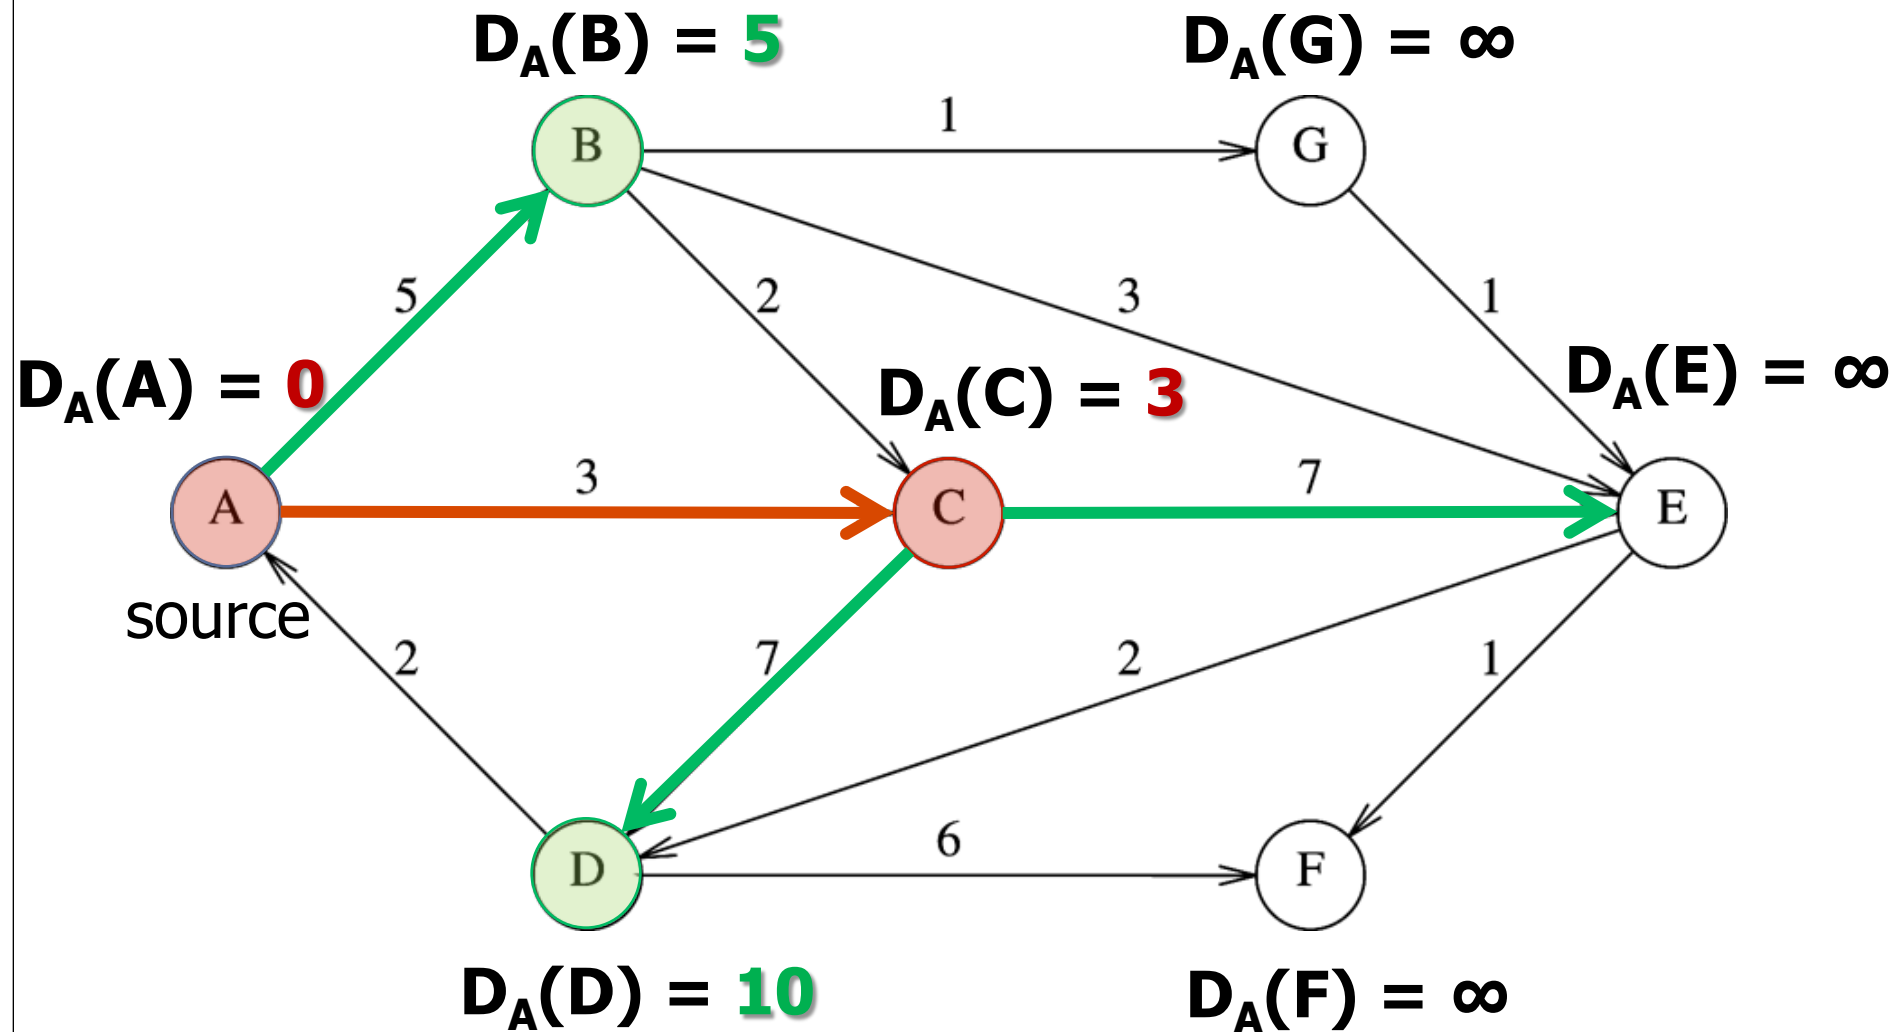 D_A(B) = 5
D_A(G) = ∞
1
B
G
5
2
3
1
D_A(A) = 0
D_A(C) = 3
D_A(E) = ∞
3
7
A
C
E
source
2
7
2
1
6
D
F
D_A(D) = 10
D_A(F) = ∞